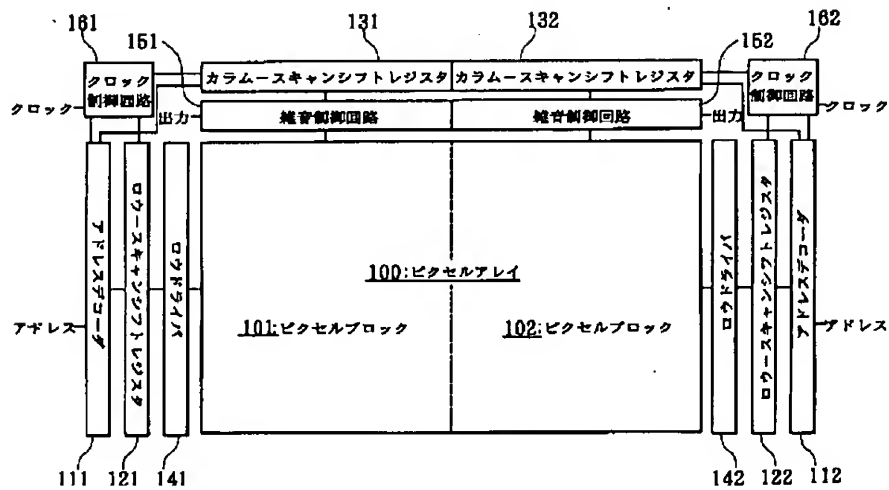 161
151
131
132
152
162
クロック
制御回路
カラムースキャンシフトレジスタ
カラムースキャンシフトレジスタ
クロック
制御回路
クロック
クロック
出力
雑音制御回路
雑音制御回路
出力
アドレスデコーダ
ロウースキャンシフトレジスタ
ロウドライバ
100:ピクセルアレイ
101:ピクセルブロック
102:ピクセルブロック
ロウドライバ
ロウースキャンシフトレジスタ
アドレスデコーダ
アドレス
アドレス
111
121
141
142
122
112